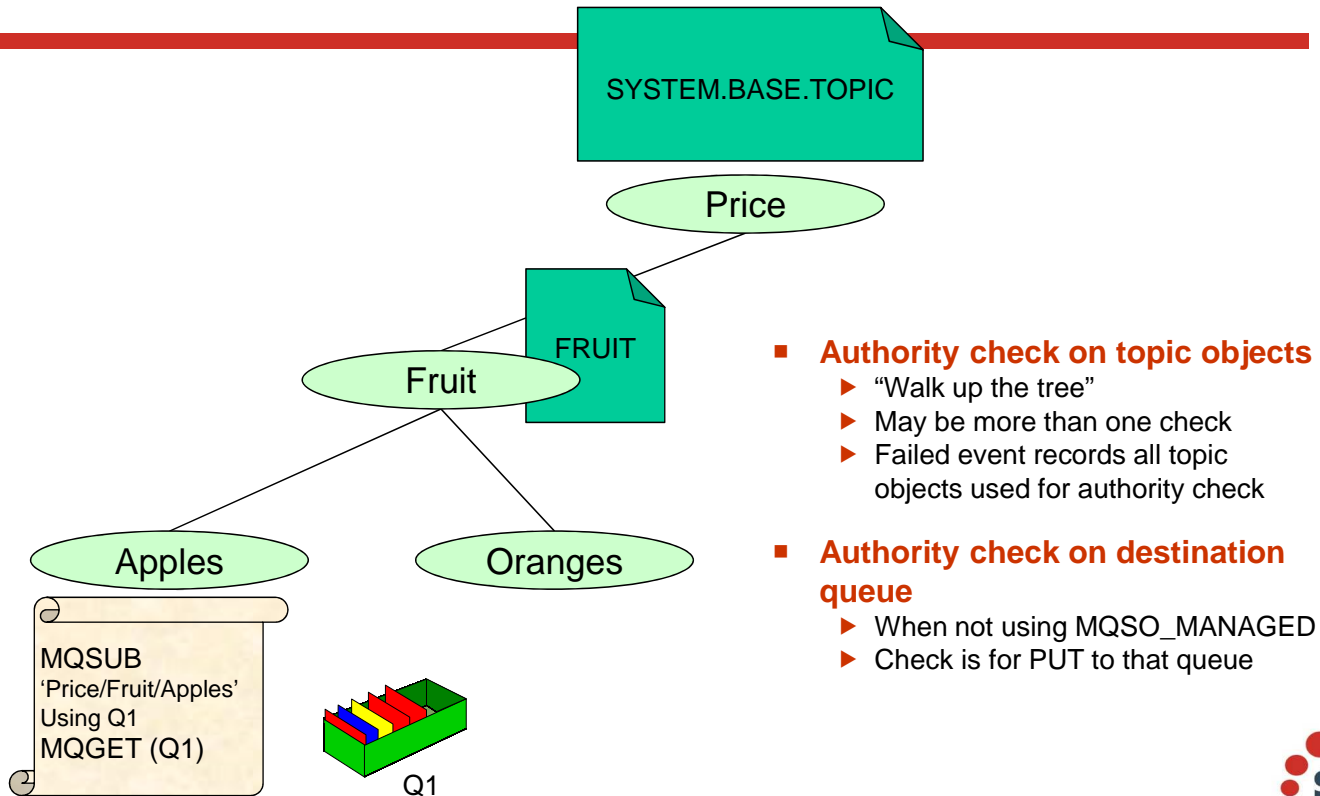 SYSTEM.BASE.TOPIC
Price
FRUIT
Fruit
Apples
Oranges
MQSUB
‘Price/Fruit/Apples’
Using Q1
MQGET (Q1)
Q1
Authority check on topic objects
“Walk up the tree”
May be more than one check
Failed event records all topic
objects used for authority check
Authority check on destination
queue
When not using MQSO_MANAGED
Check is for PUT to that queue